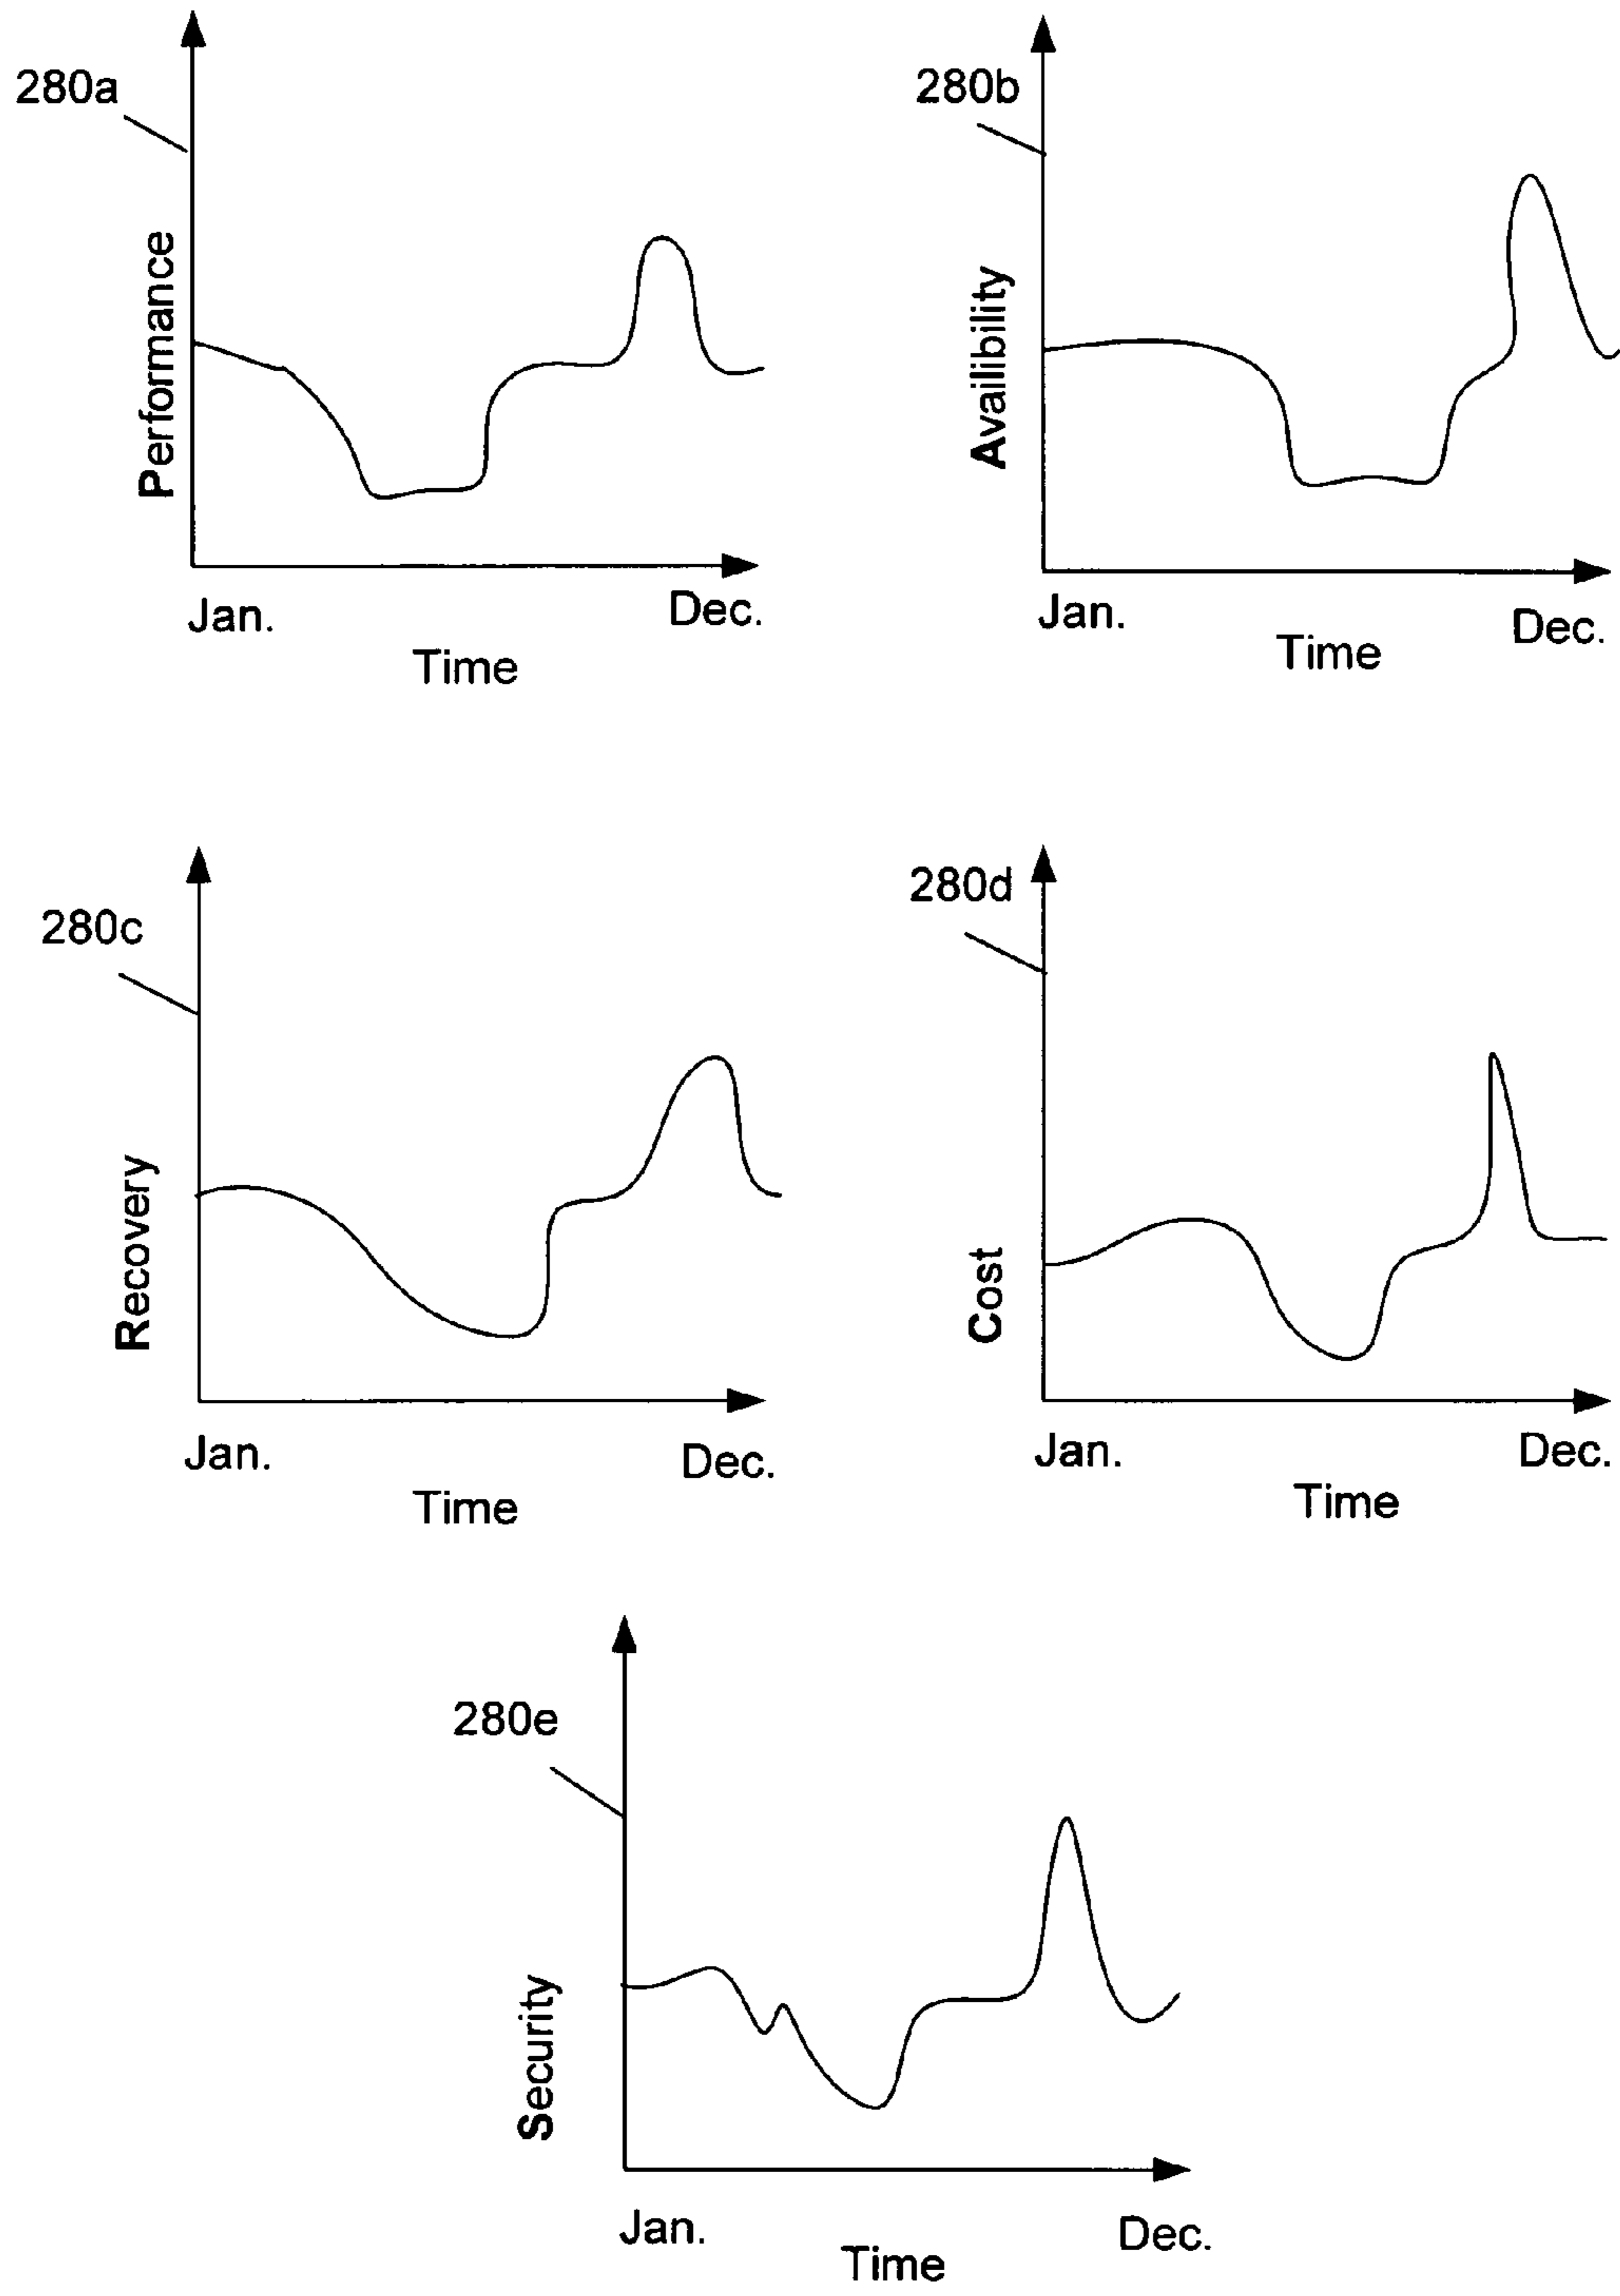 280a
Performance
Jan.
Dec.
Time
280b
Availibility
Jan.
Dec.
Time
280c
Recovery
Jan.
Dec.
Time
280d
Cost
Jan.
Dec.
Time
280e
Security
Jan.
Dec.
Time